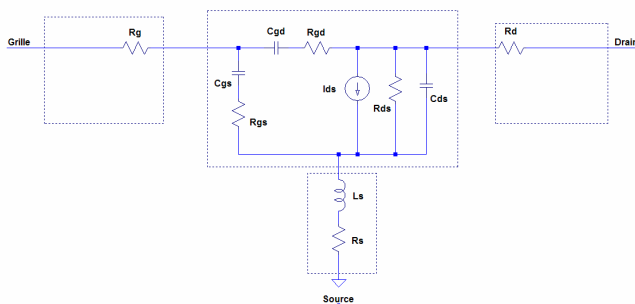 Grille
Rg
Cgd
Rgd
Rd
Drain
Cgs
Rgs
Ids
Rds
Cds
Ls
Rs
Source